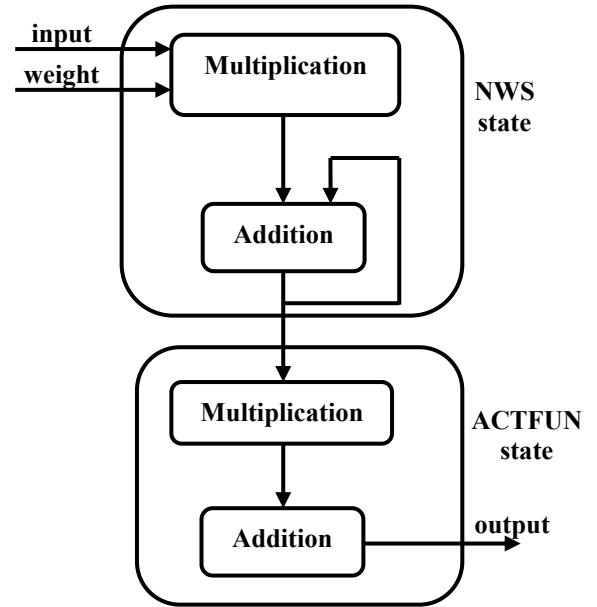 input
weight
Multiplication
NWS
state
Addition
Multiplication
ACTFUN
state
Addition
output